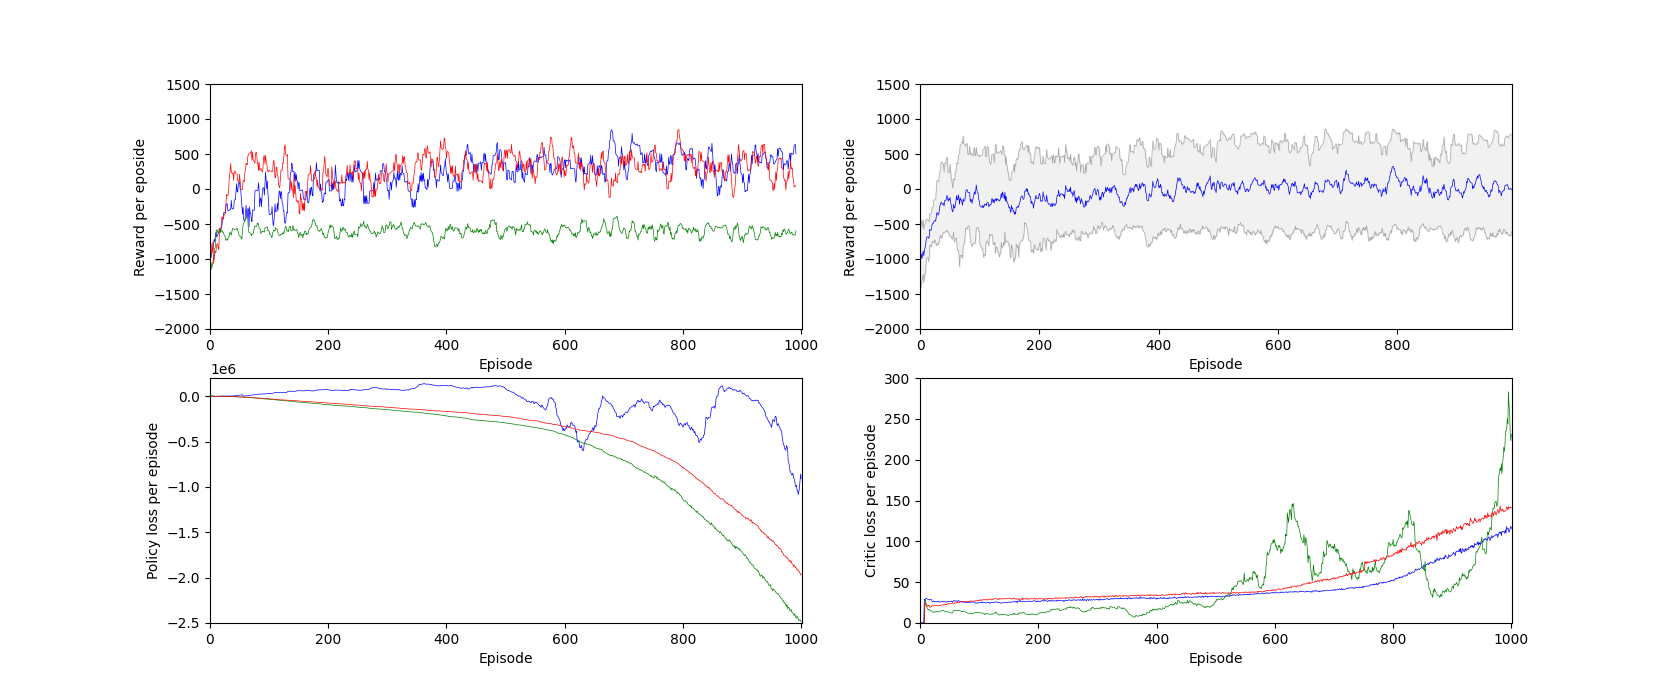 1500
1000
500
0
−500
−1000
−1500
−2000
Reward per eposide
0 200 400 600 800 1000
Episode
1500
1000
500
0
−500
−1000
−1500
−2000
Reward per eposide
0 200 400 600 800
Episode
1e6
0.0
−0.5
−1.0
−1.5
−2.0
−2.5
Policy loss per episode
0 200 400 600 800 1000
Episode
300
250
200
150
100
50
0
Critic loss per episode
0 200 400 600 800 1000
Episode